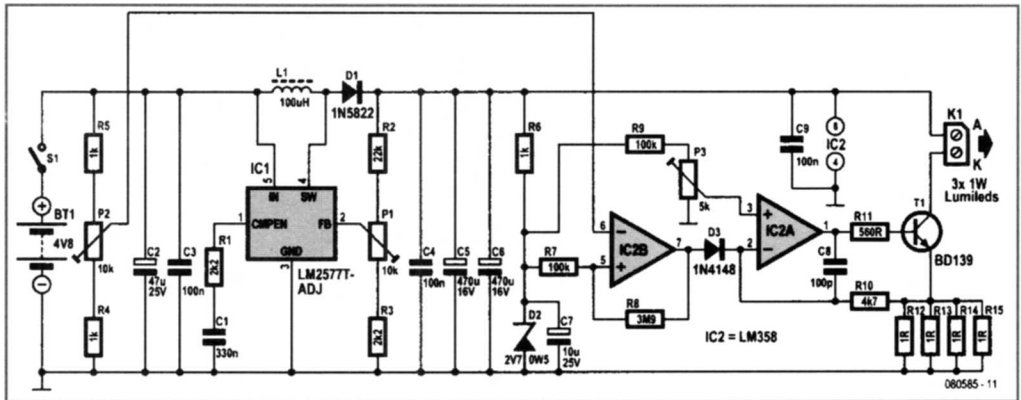 L1
100uH
D1
1N5822
R5
1k
S1
BT1
4V8
P2
10k
R4
1k
C2
47u
25V
C3
100n
R1
2k2
C1
330n
IC1
5
4
IN
SW
1
CMPEN
FB
2
GND
3
LM2577T-
ADJ
R2
22k
P1
10k
R3
2k2
C4
100n
C5
470u
16V
C6
470u
16V
R6
1k
R9
100k
P3
5k
R7
100k
6
5
7
IC2B
R8
3M9
D2
2V7 0W5
C7
10u
25V
D3
1N4148
3
2
1
IC2A
C9
100n
8
IC2
4
R11
560R
C8
100p
R10
4k7
T1
BD139
K1
A
K
3x 1W
Lumileds
R12
R13
R14
R15
1R
1R
1R
1R
IC2 = LM358
080585 - 11